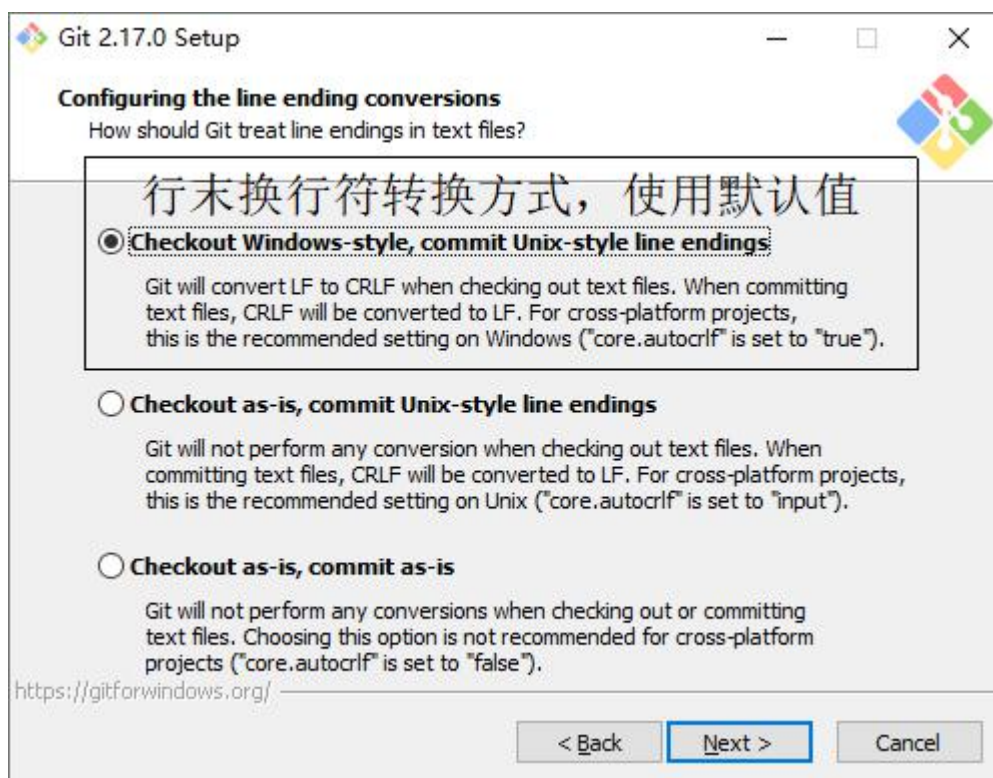 Git 2.17.0 Setup
Configuring the line ending conversions
How should Git treat line endings in text files?
行末换行符转换方式，使用默认值
Checkout Windows-style, commit Unix-style line endings
Git will convert LF to CRLF when checking out text files. When committing
text files, CRLF will be converted to LF. For cross-platform projects,
this is the recommended setting on Windows ("core.autocrlf" is set to "true").
Checkout as-is, commit Unix-style line endings
Git will not perform any conversion when checking out text files. When
committing text files, CRLF will be converted to LF. For cross-platform projects,
this is the recommended setting on Unix ("core.autocrlf" is set to "input").
Checkout as-is, commit as-is
Git will not perform any conversions when checking out or committing
text files. Choosing this option is not recommended for cross-platform
projects ("core.autocrlf" is set to "false").
https://gitforwindows.org/
< Back Next > Cancel